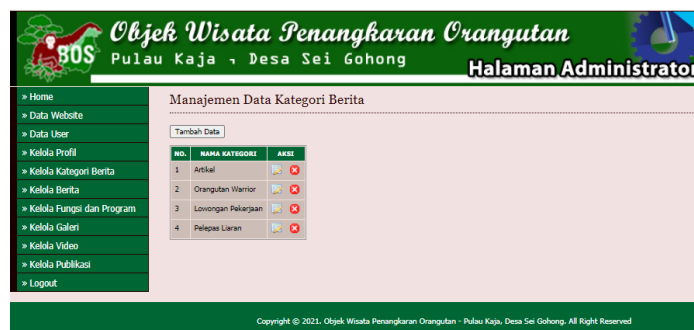 Objek Wisata Penangkaran Orangutan
BOS
Pulau Kaja , Desa Sei Gohong
Halaman Administrator
» Home
» Data Website
» Data User
» Kelola Profil
» Kelola Kategori Berita
» Kelola Berita
» Kelola Fungsi dan Program
» Kelola Galeri
» Kelola Video
» Kelola Publikasi
» Logout
Manajemen Data Kategori Berita
Tambah Data
NO. NAMA KATEGORI AKSI
1 Artikel
2 Orangutan Warrior
3 Lowongan Pekerjaan
4 Pelepas Liaran
Copyright © 2021. Objek Wisata Penangkaran Orangutan - Pulau Kaja, Desa Sei Gohong. All Right Reserved